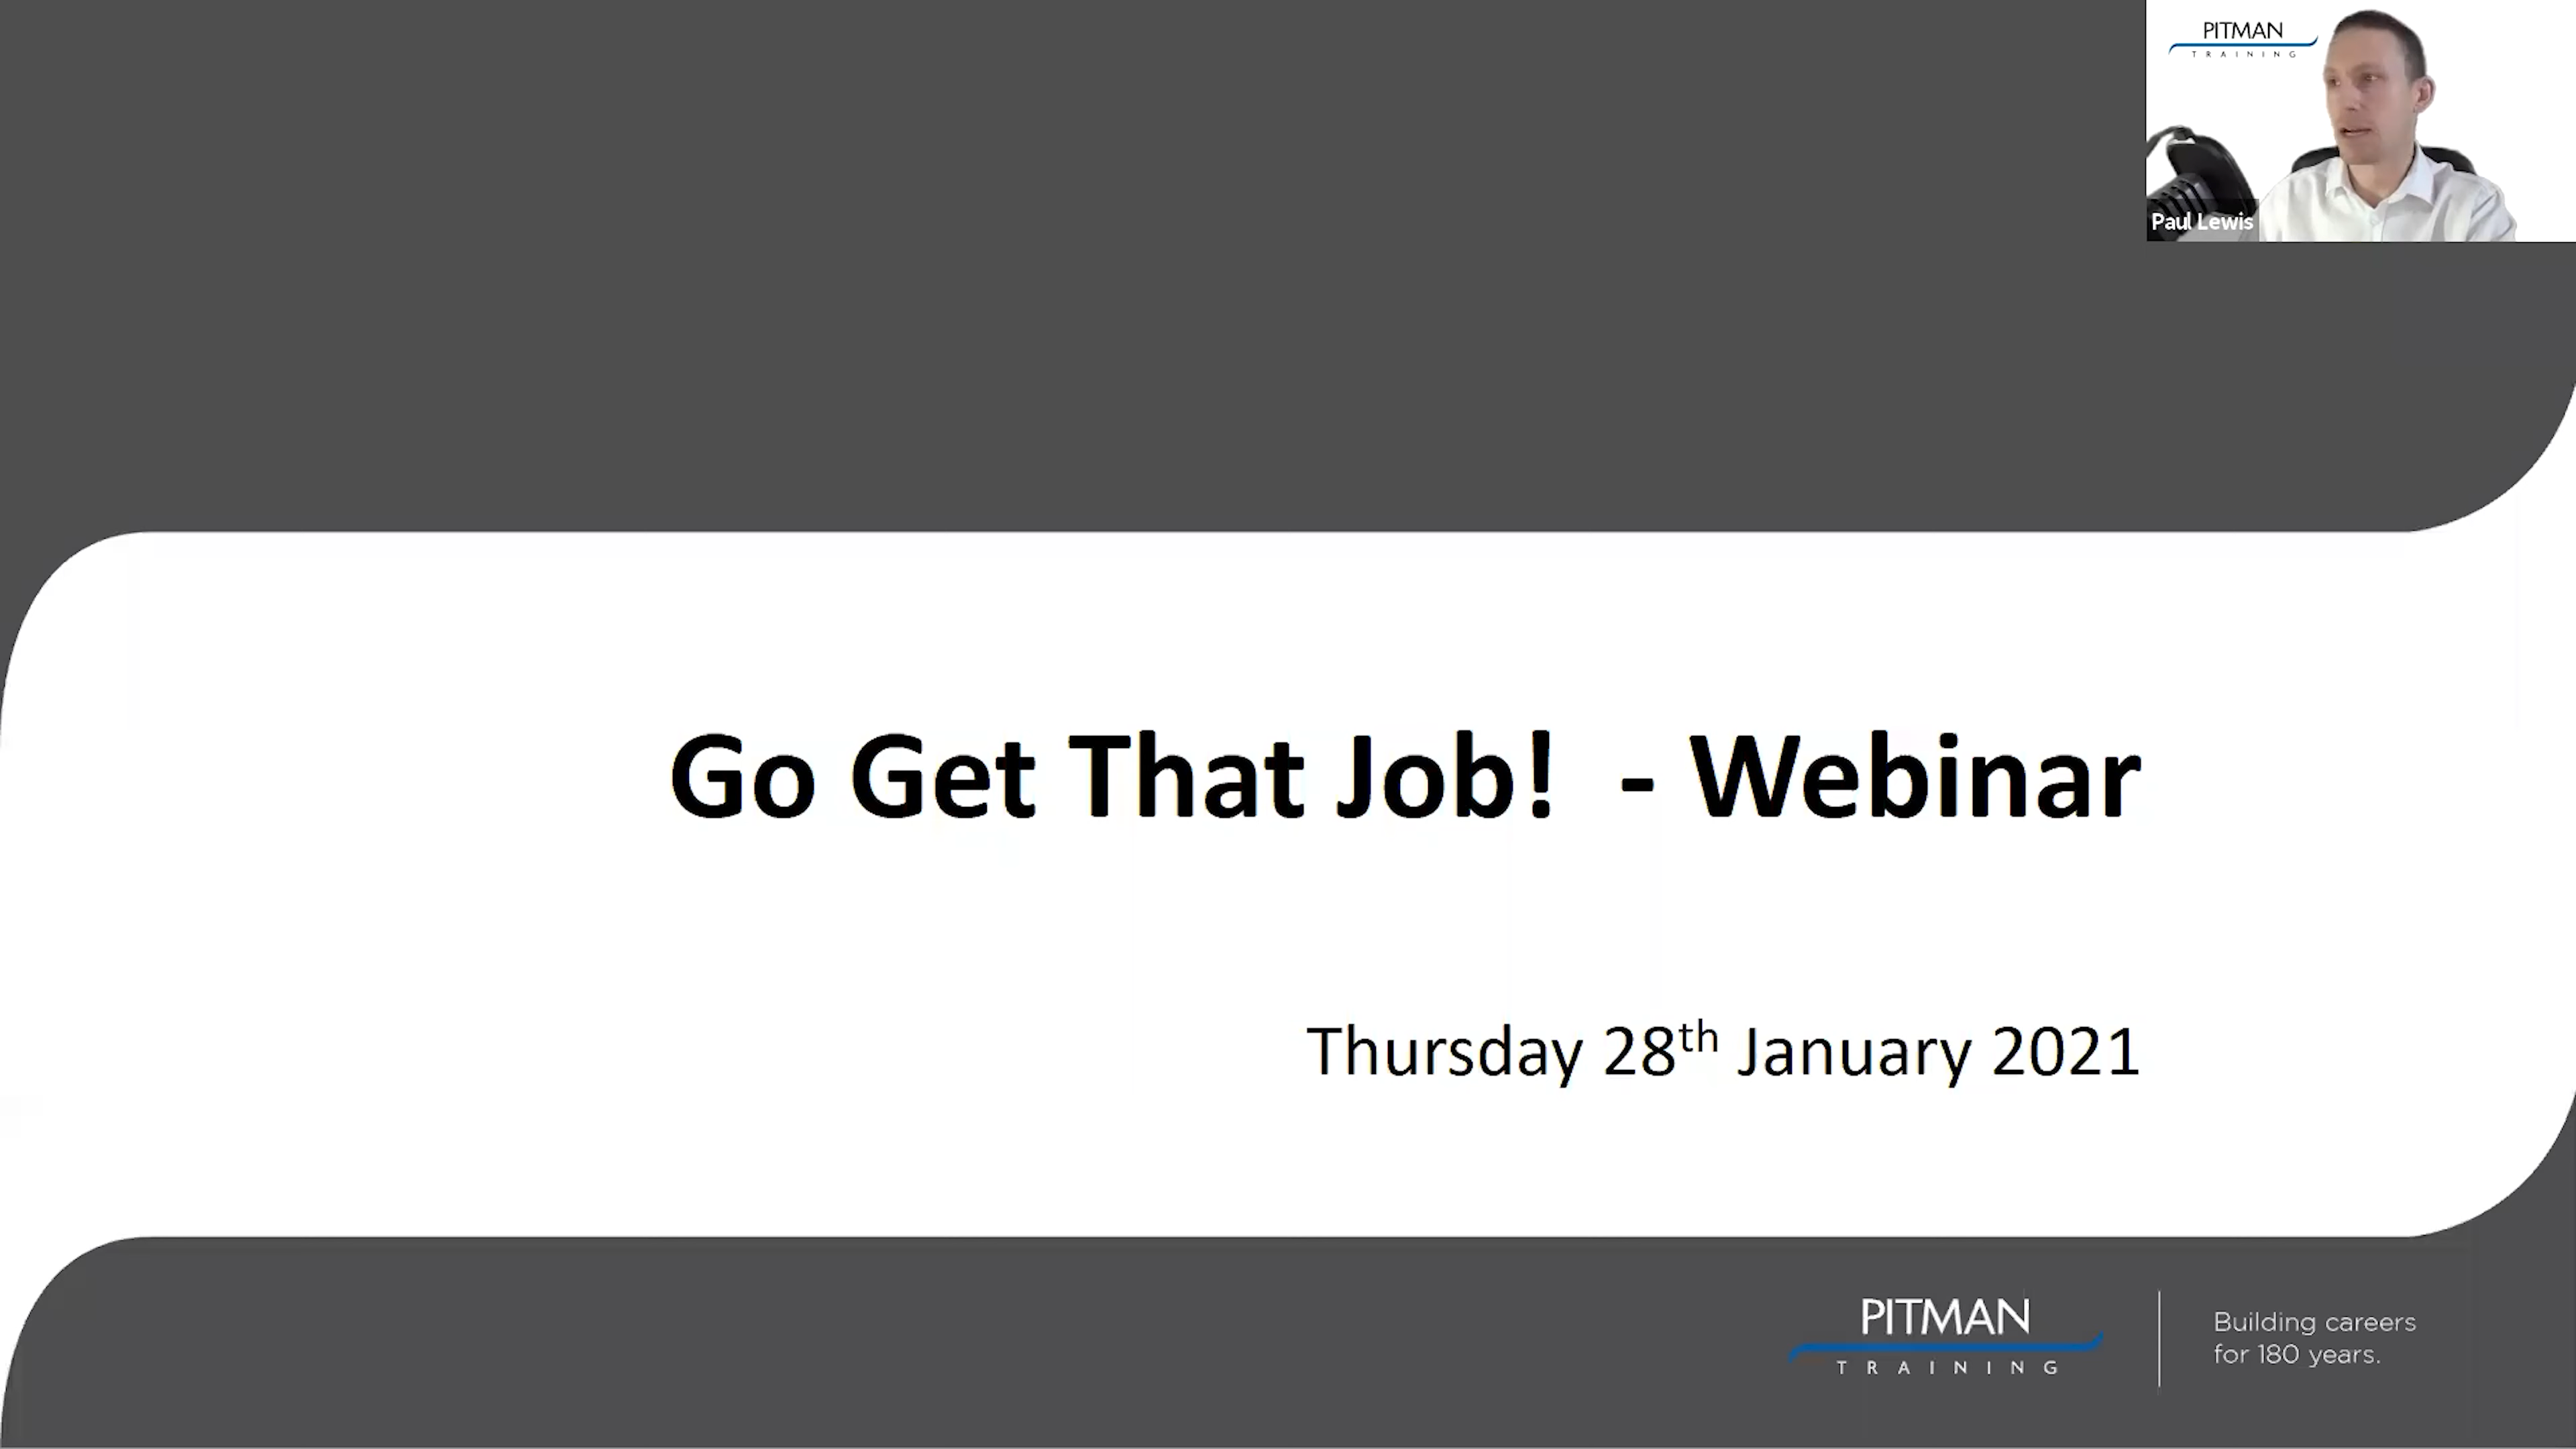 PITMAN
TRAINING
Paul Lewis
Go Get That Job!  - Webinar
Thursday 28th January 2021
PITMAN
TRAINING
Building careers
for 180 years.